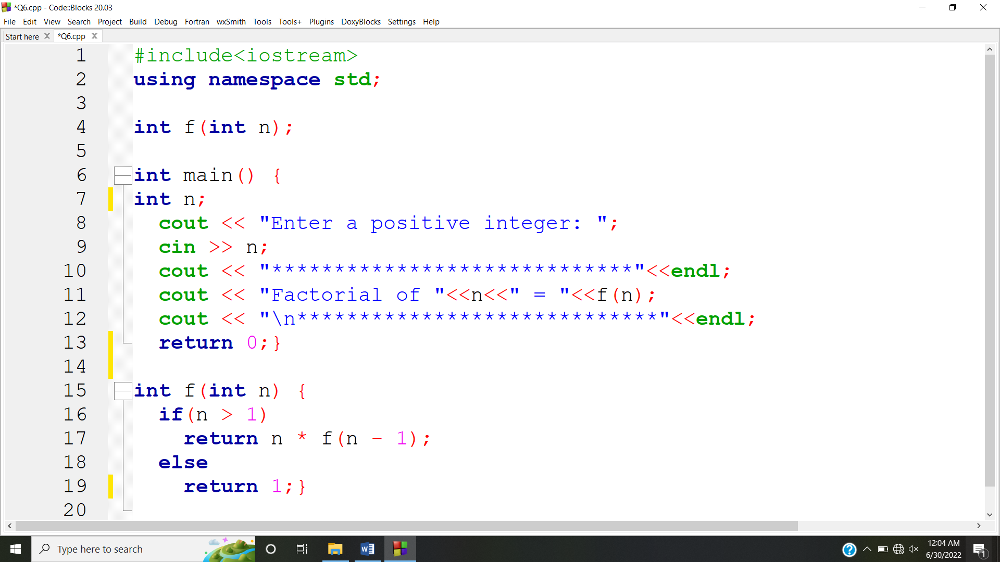 *Q6.cpp - Code::Blocks 20.03
File Edit View Search Project Build Debug Fortran wxSmith Tools Tools+ Plugins DoxyBlocks Settings Help
Start here X *Q6.cpp X
1 #include<iostream>
2 using namespace std;
3
4 int f(int n);
5
6 int main() {
7 int n;
8 cout << "Enter a positive integer: ";
9 cin >> n;
10 cout << "*****************************"<<endl;
11 cout << "Factorial of "<<n<<" = "<<f(n);
12 cout << "\n*****************************"<<endl;
13 return 0;}
14
15 int f(int n) {
16 if(n > 1)
17 return n * f(n - 1);
18 else
19 return 1;}
20
Type here to search
12:04 AM
6/30/2022
1